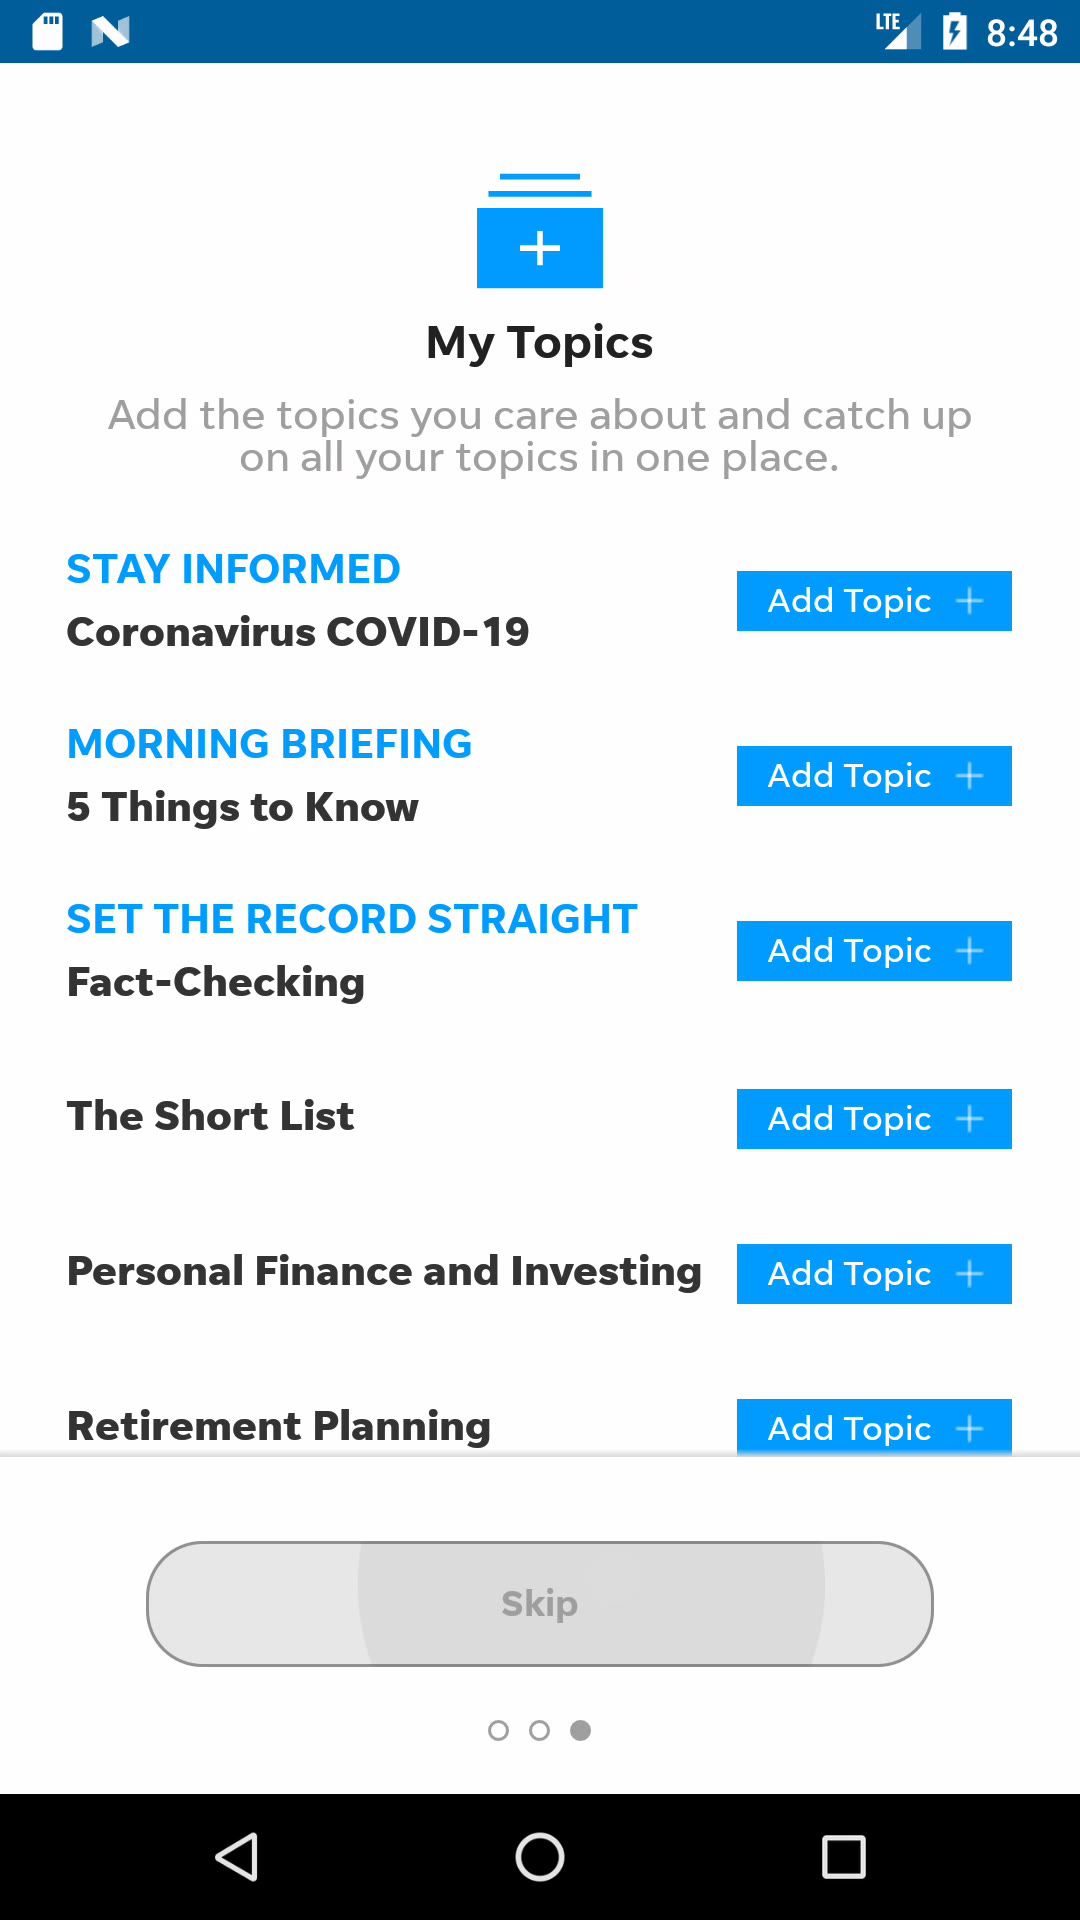 LTE 8:48
My Topics
Add the topics you care about and catch up
on all your topics in one place.
STAY INFORMED
Coronavirus COVID-19
Add Topic
MORNING BRIEFING
5 Things to Know
Add Topic
SET THE RECORD STRAIGHT
Fact-Checking
Add Topic
The Short List
Add Topic
Personal Finance and Investing
Add Topic
Retirement Planning
Add Topic
Skip